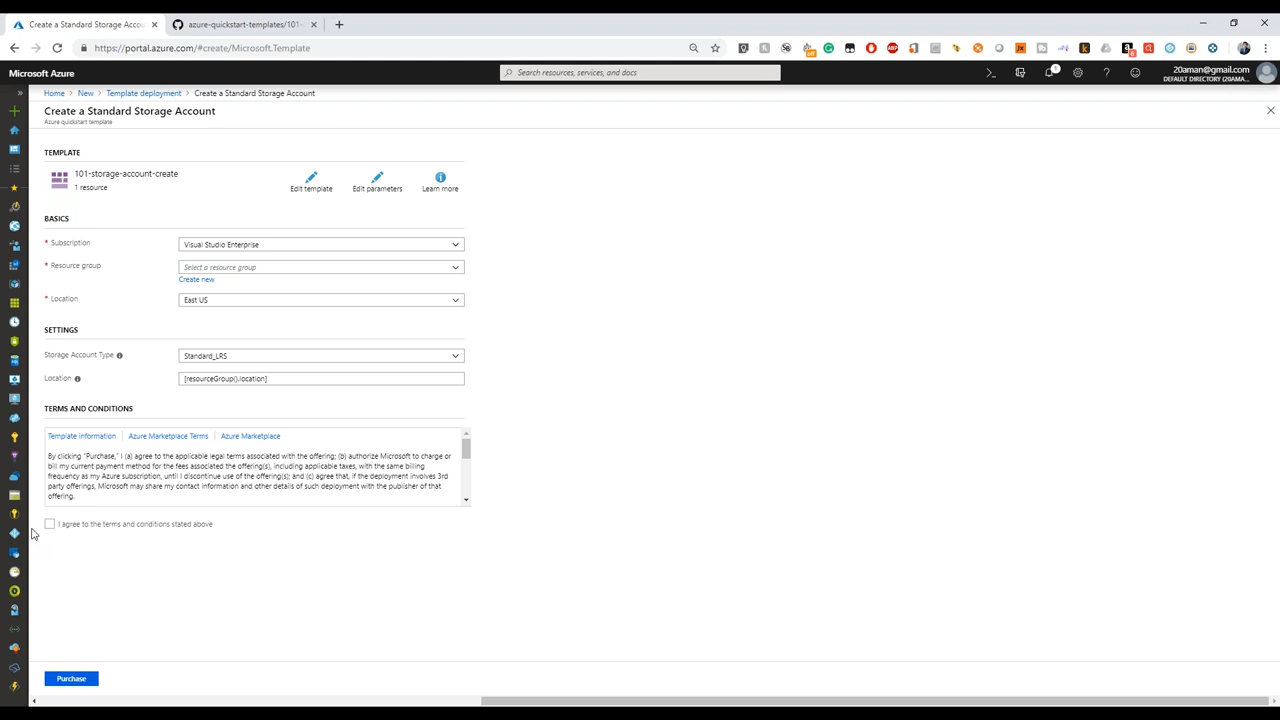 Create a Standard Storage Accou
azure-quickstart-templates/101-
https://portal.azure.com/#create/Microsoft.Template
Microsoft Azure
Search resources, services, and docs
1
20aman@gmail.com
DEFAULT DIRECTORY (20AMA...
Home
New
Template deployment
Create a Standard Storage Account
Create a Standard Storage Account
Azure quickstart template
TEMPLATE
101-storage-account-create
1 resource
Edit template
Edit parameters
Learn more
BASICS
* Subscription
Visual Studio Enterprise
* Resource group
Select a resource group
Create new
* Location
East US
SETTINGS
Storage Account Type
Standard_LRS
Location
[resourceGroup().location]
TERMS AND CONDITIONS
Template information | Azure Marketplace Terms | Azure Marketplace
By clicking "Purchase," I (a) agree to the applicable legal terms associated with the offering; (b) authorize Microsoft to charge or
bill my current payment method for the fees associated the offering(s), including applicable taxes, with the same billing
frequency as my Azure subscription, until I discontinue use of the offering(s); and (c) agree that, if the deployment involves 3rd
party offerings, Microsoft may share my contact information and other details of such deployment with the publisher of that
offering.
I agree to the terms and conditions stated above
Purchase